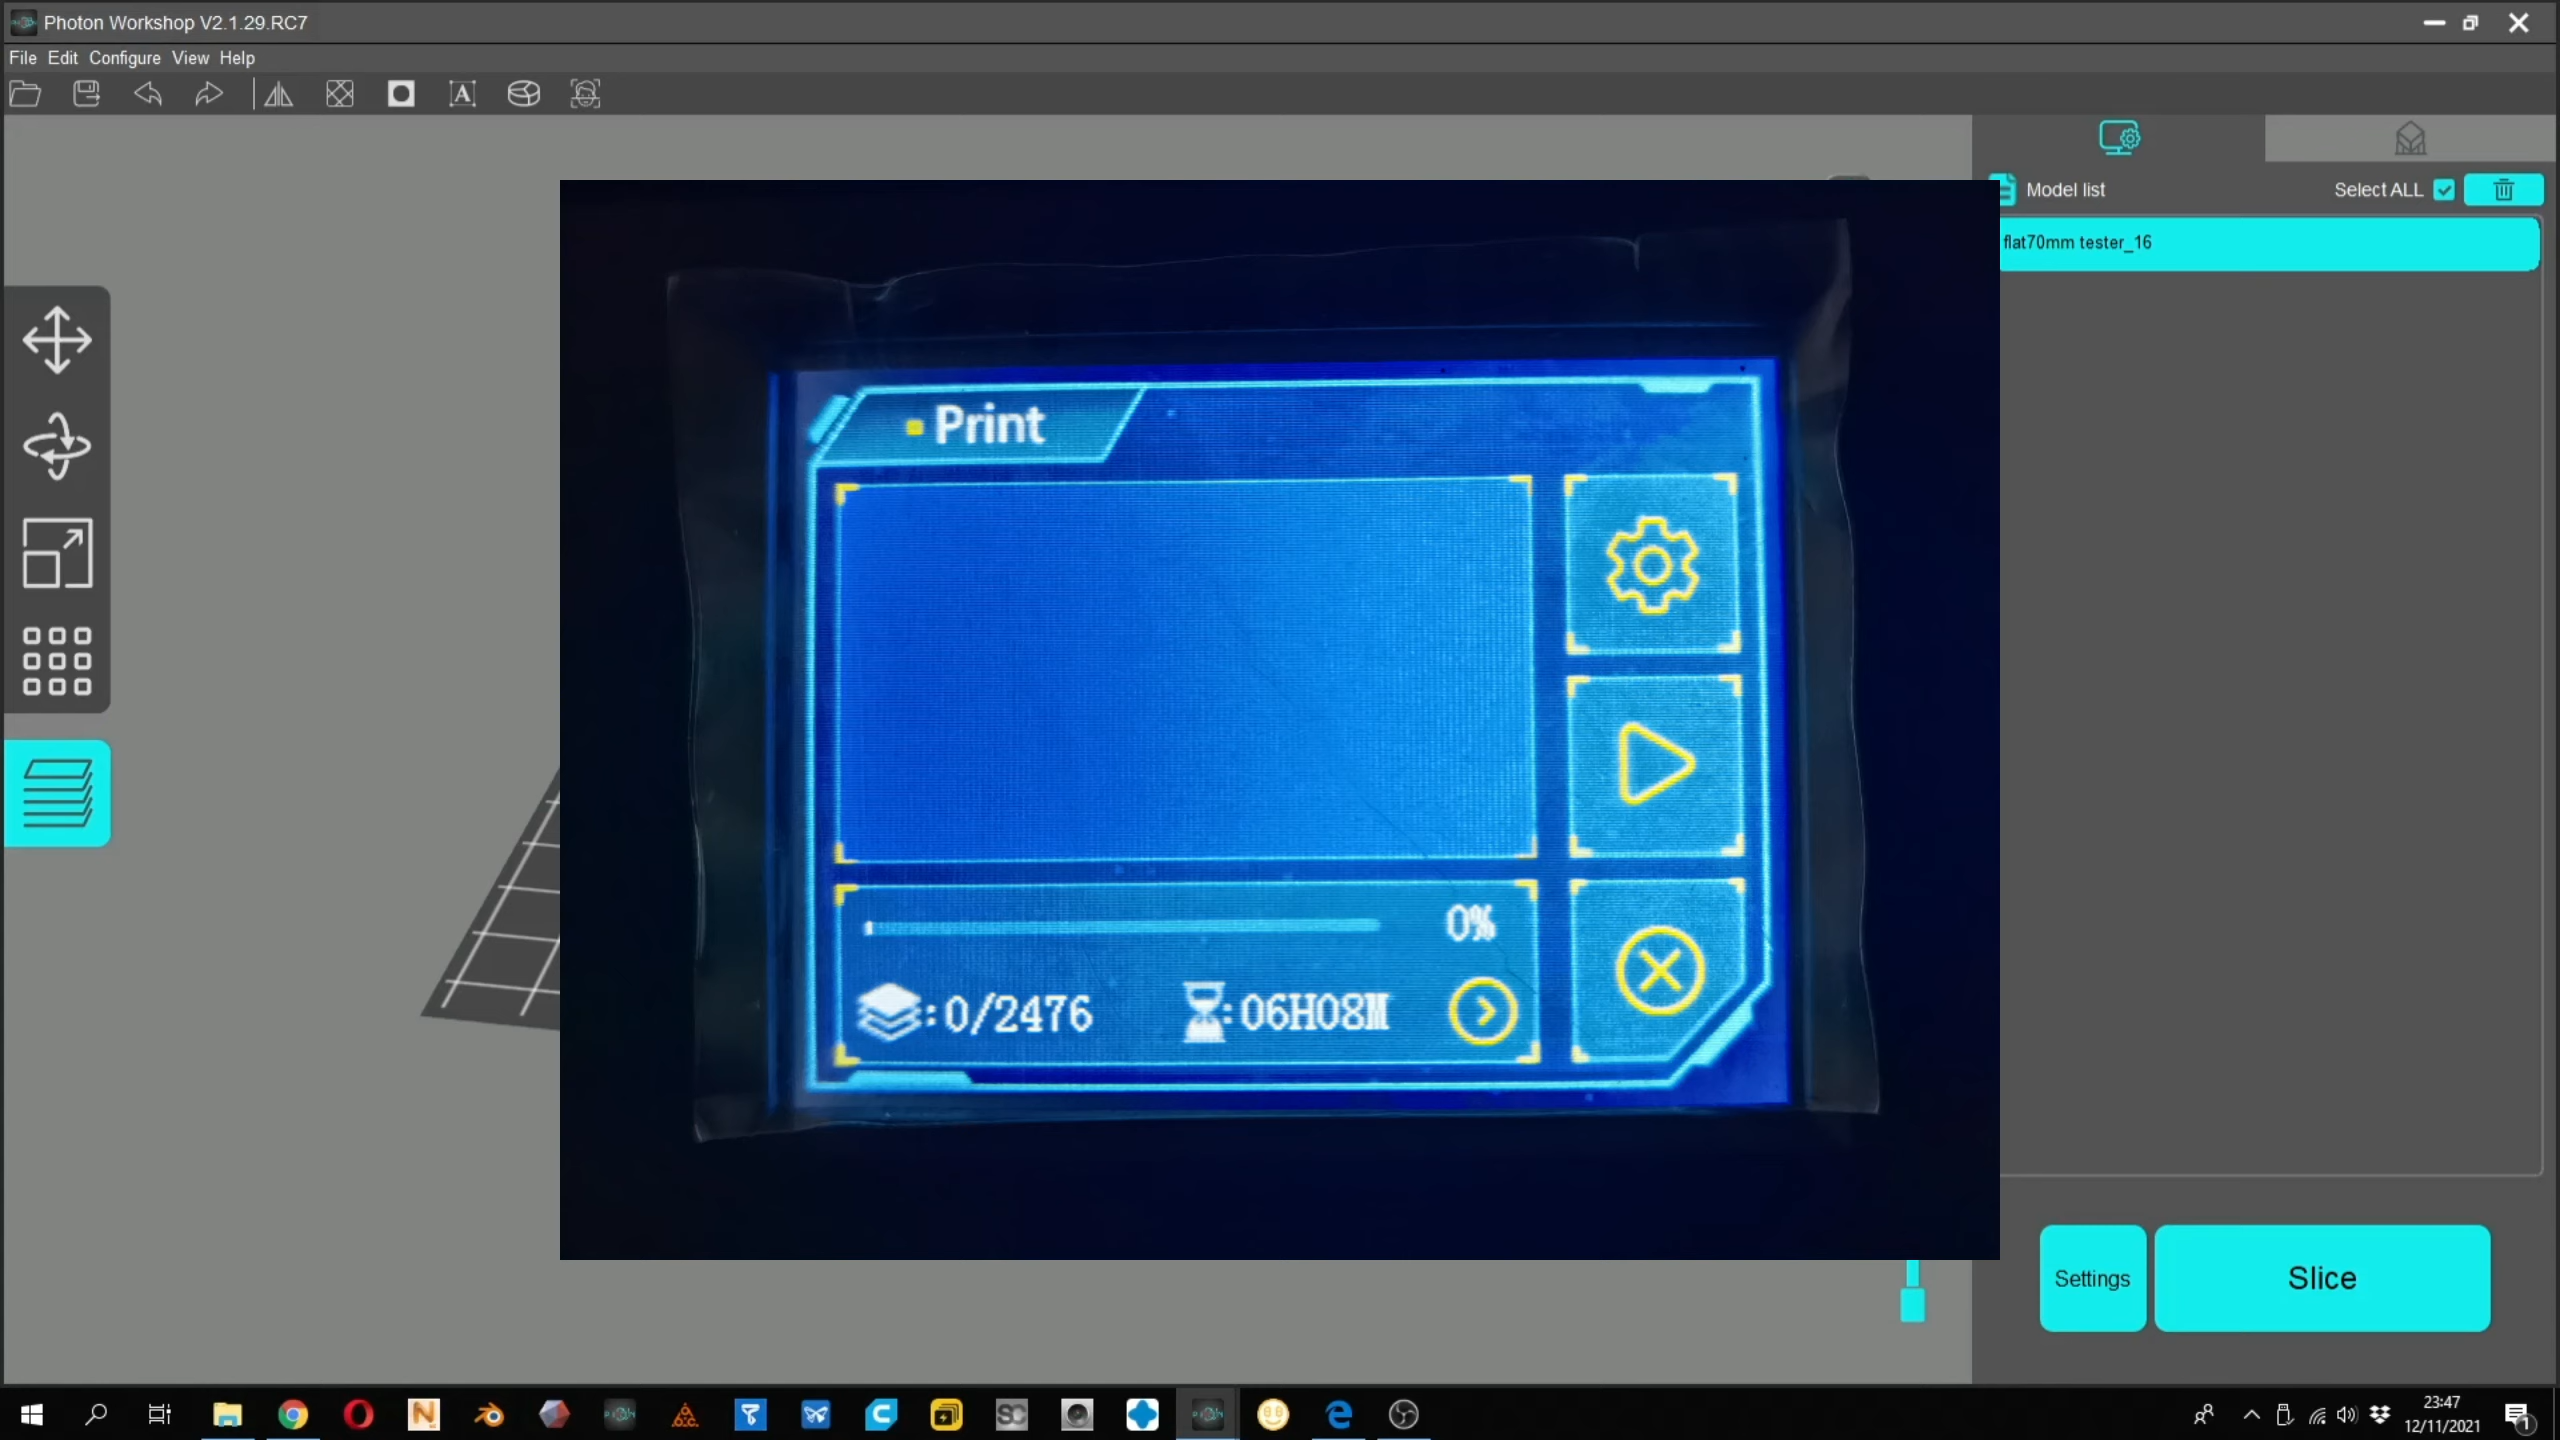 Photon Workshop V2.1.29.RC7
File Edit Configure View Help
Model list
Select ALL
flat70mm tester_16
Print
0%
:0/2476
:06H08M
Settings
Slice
23:47
12/11/2021
1